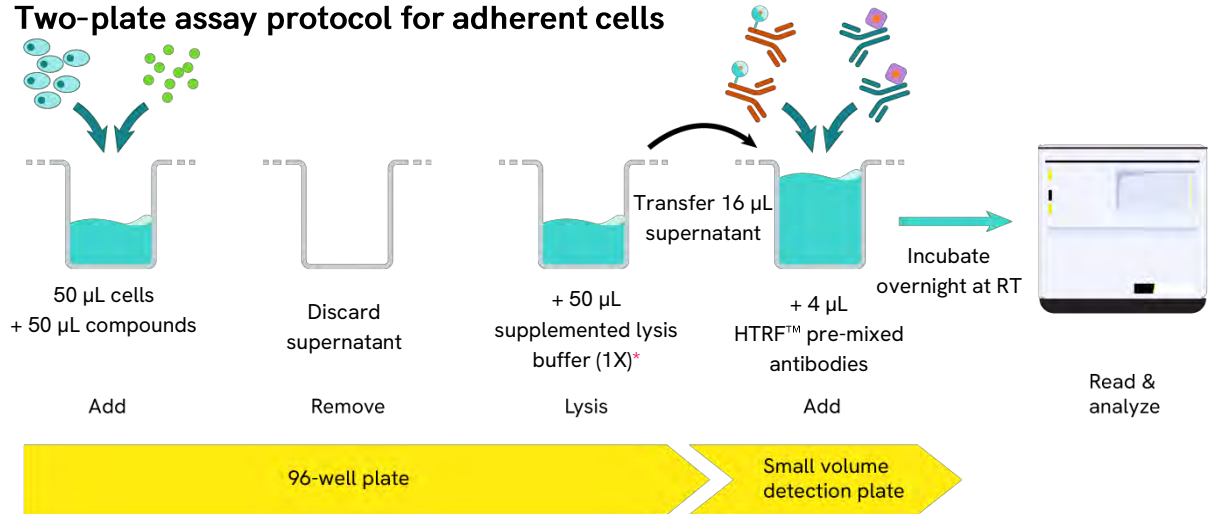 Two-plate assay protocol for adherent cells
50 µL cells
+ 50 µL compounds
Discard
supernatant
+ 50 µL
supplemented lysis
buffer (1X)*
Transfer 16 µL
supernatant
+ 4 µL
HTRF™ pre-mixed
antibodies
Incubate
overnight at RT
Add
Remove
Lysis
Add
Read &
analyze
96-well plate
Small volume
detection plate